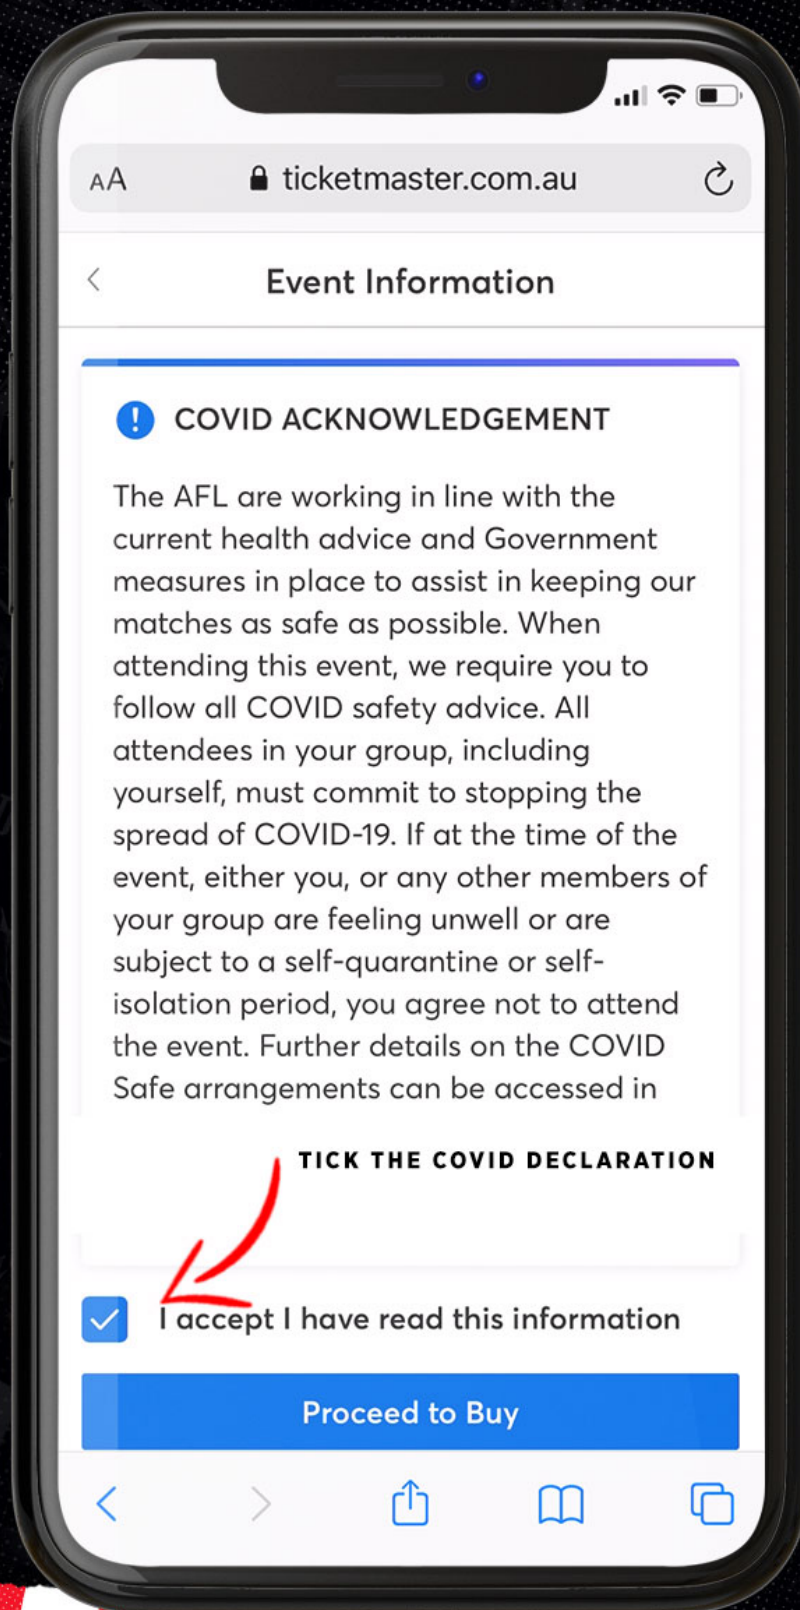 AA ticketmaster.com.au
Event Information
! COVID ACKNOWLEDGEMENT
The AFL are working in line with the
current health advice and Government
measures in place to assist in keeping our
matches as safe as possible. When
attending this event, we require you to
follow all COVID safety advice. All
attendees in your group, including
yourself, must commit to stopping the
spread of COVID-19. If at the time of the
event, either you, or any other members of
your group are feeling unwell or are
subject to a self-quarantine or self-
isolation period, you agree not to attend
the event. Further details on the COVID
Safe arrangements can be accessed in
TICK THE COVID DECLARATION
I accept I have read this information
Proceed to Buy